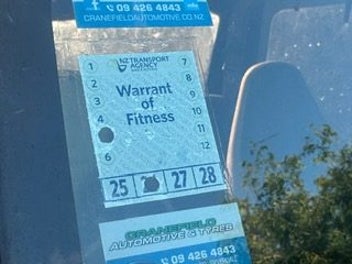 09 426 4843
CRANEFIELDAUTOMOTIVE.CO.NZ
NZ TRANSPORT
AGENCY
1 7
2 8
3 9
4 10
11
6 12
Warrant
of
Fitness
25 27 28
CRANEFIELD
AUTOMOTIVE & TYRES
09 426 4843